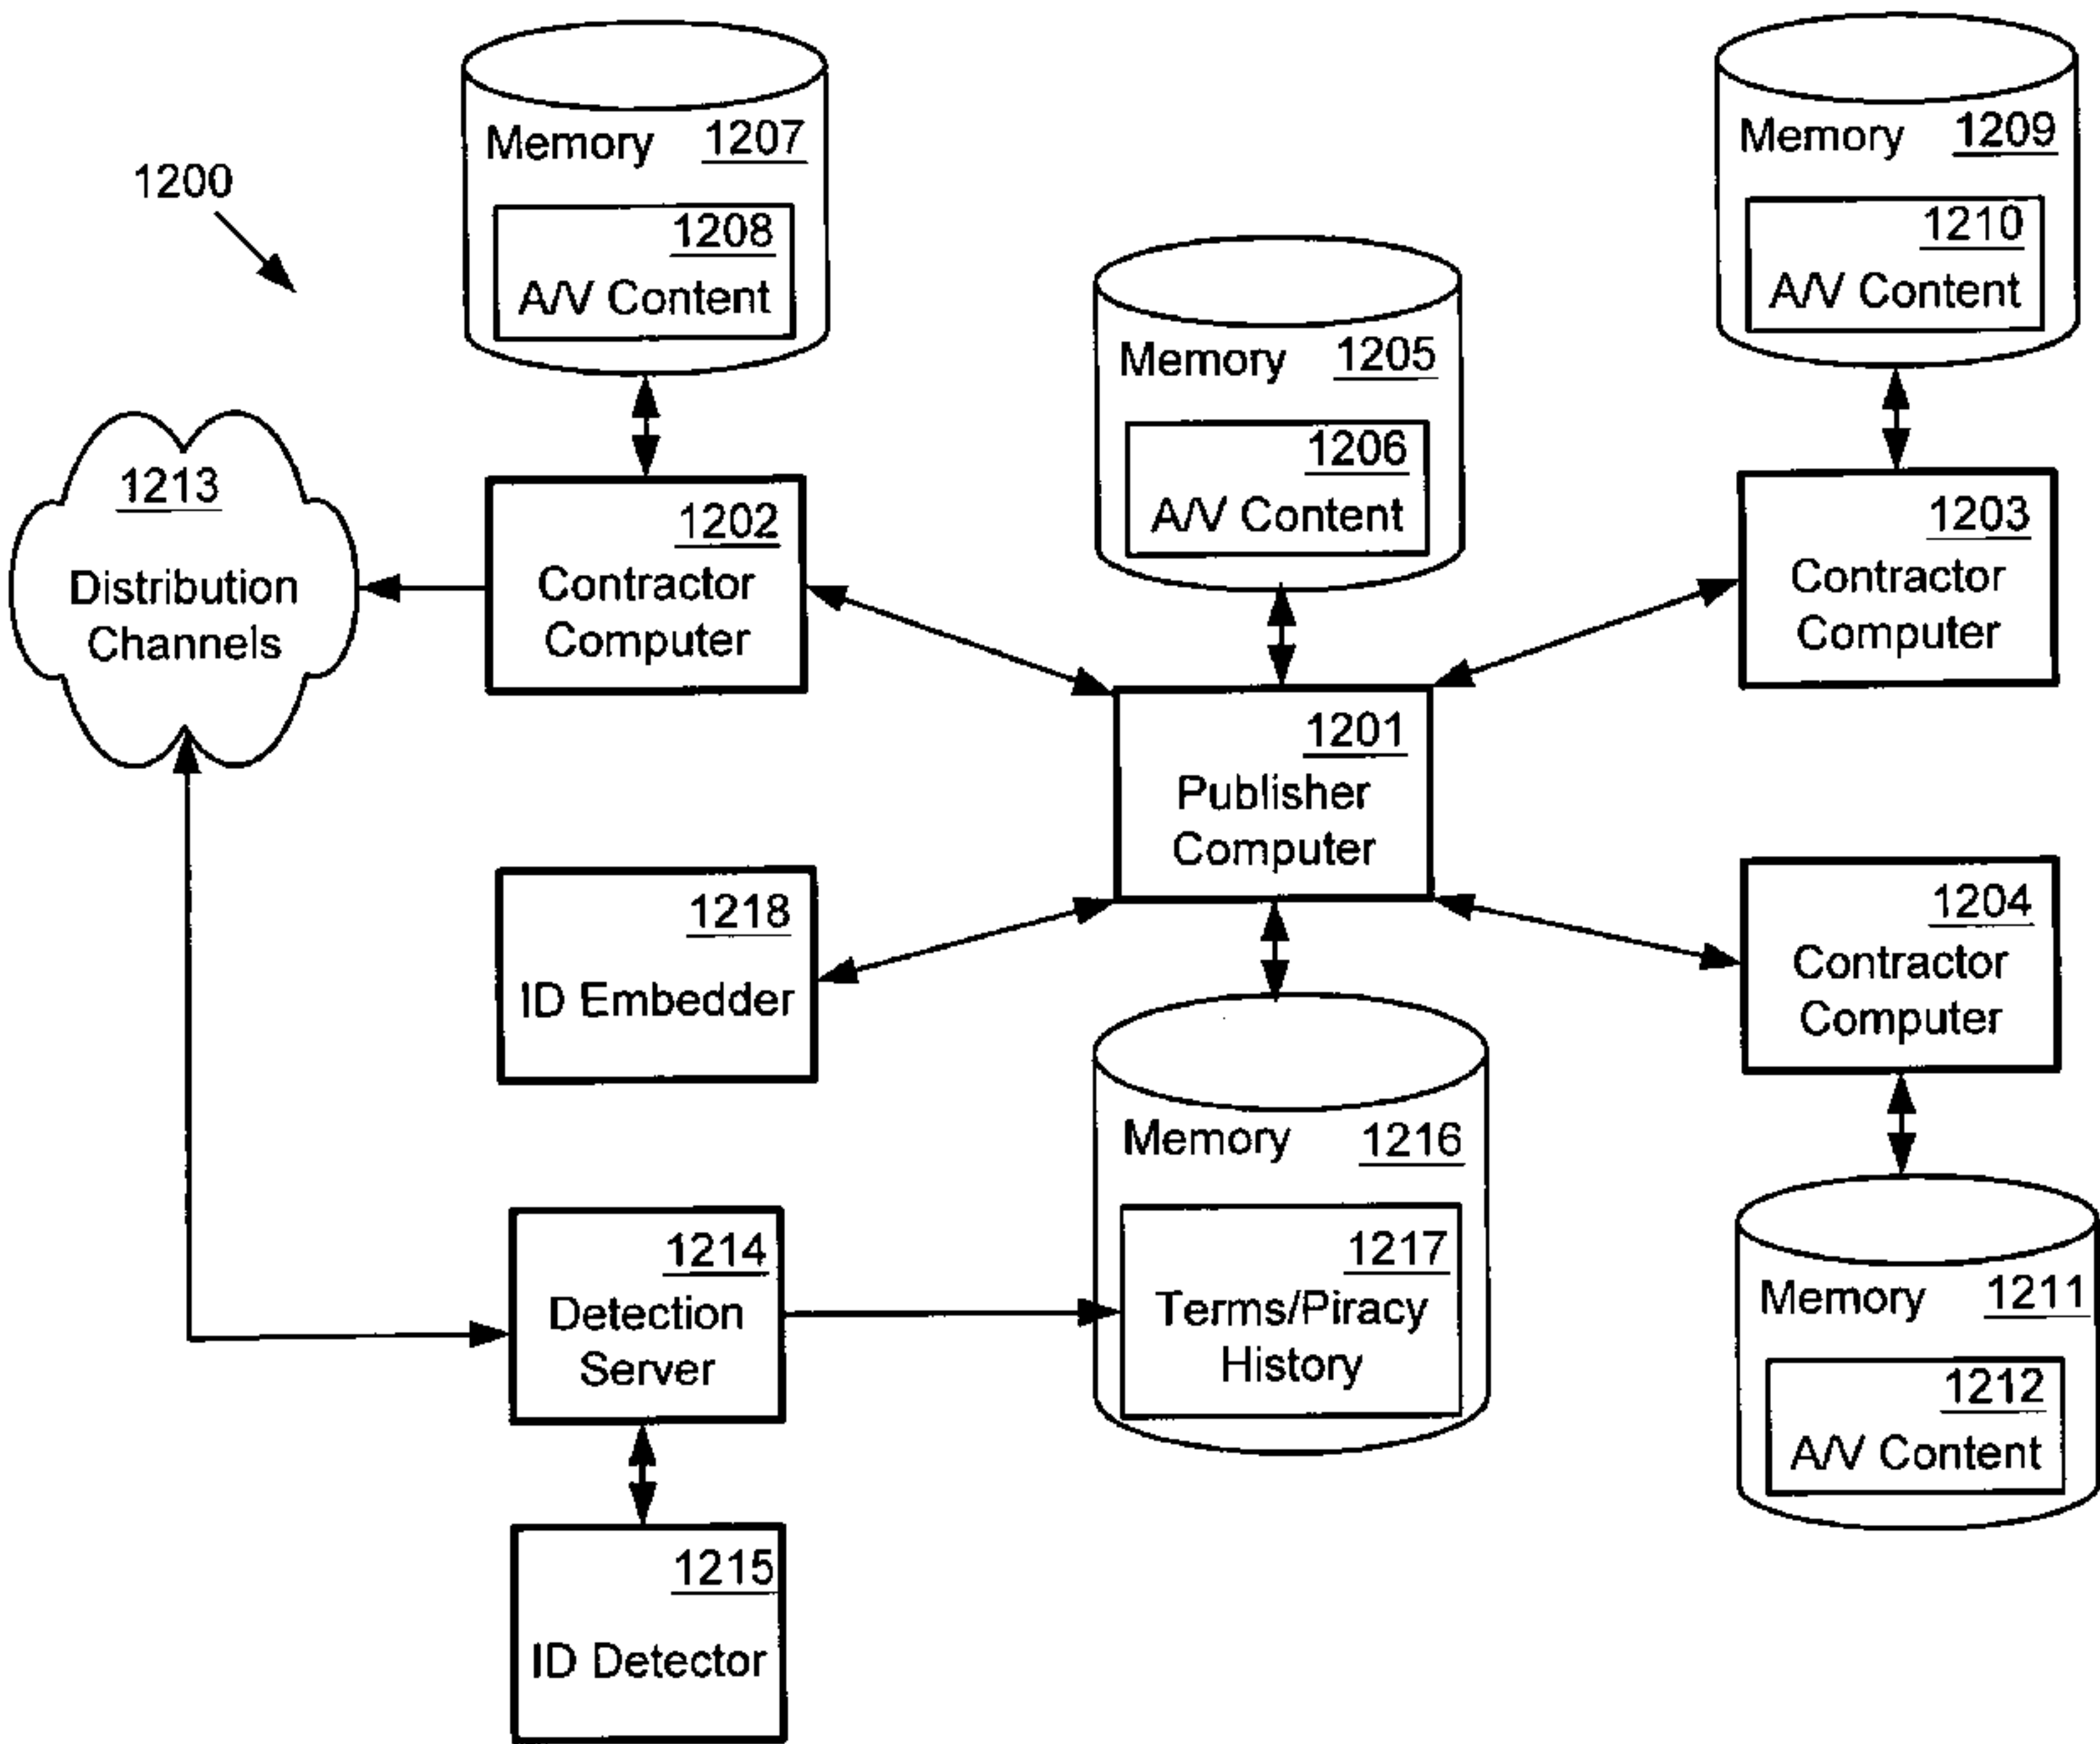 1200
Memory 1207
1208
A/V Content
Memory 1209
1210
A/V Content
Memory 1205
1206
A/V Content
1213
Distribution
Channels
1202
Contractor
Computer
1203
Contractor
Computer
1201
Publisher
Computer
1218
ID Embedder
1204
Contractor
Computer
Memory 1216
1217
Terms/Piracy
History
1214
Detection
Server
Memory 1211
1212
A/V Content
1215
ID Detector